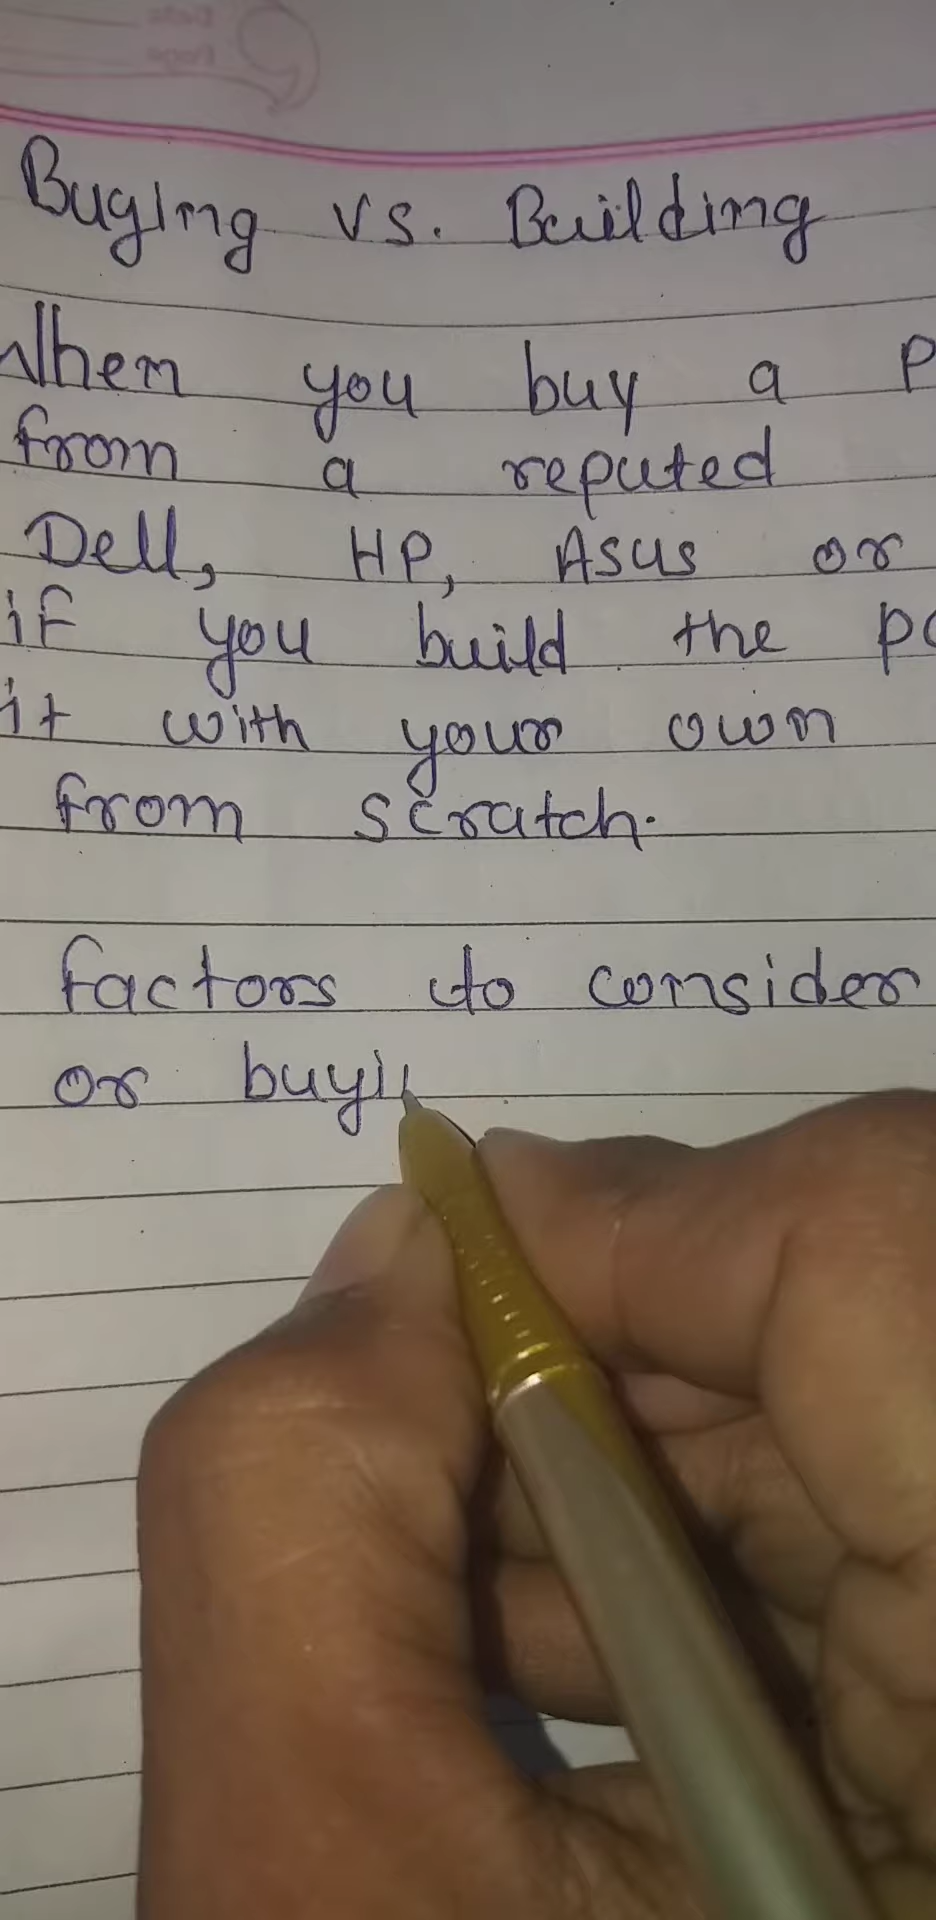 Buying vs. Building
When you buy a P
from a reputed
Dell, HP, Asus or
if you build the pc
it with your own
from scratch.
factors to consider
or buyi